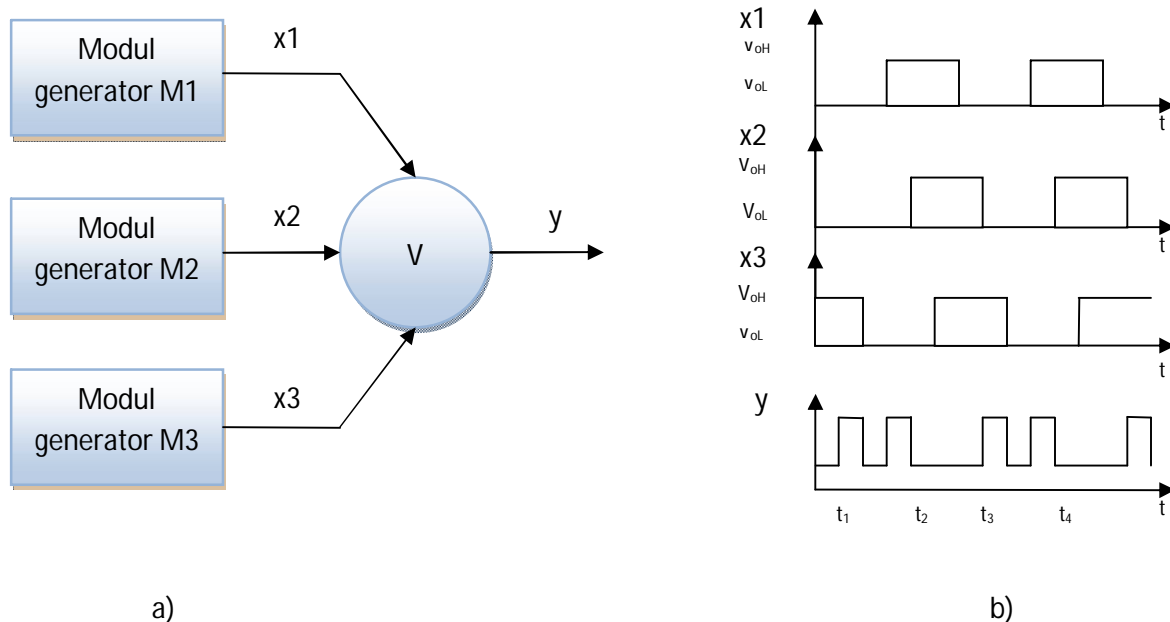 Modul
generator M1
x1
Modul
generator M2
x2
V
y
Modul
generator M3
x3
a)
x1
VoH
VoL
t
x2
VoH
VoL
t
x3
VoH
VoL
t
y
t
t1 t2 t3 t4
b)